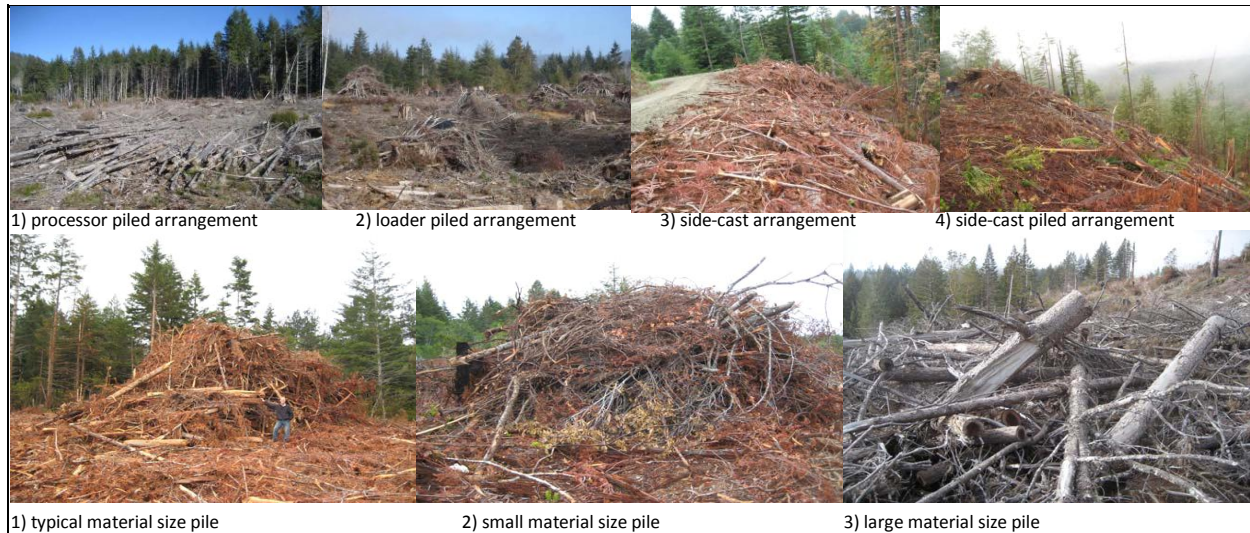 1) processor piled arrangement 2) loader piled arrangement 3) side-cast arrangement 4) side-cast piled arrangement
1) typical material size pile 2) small material size pile 3) large material size pile